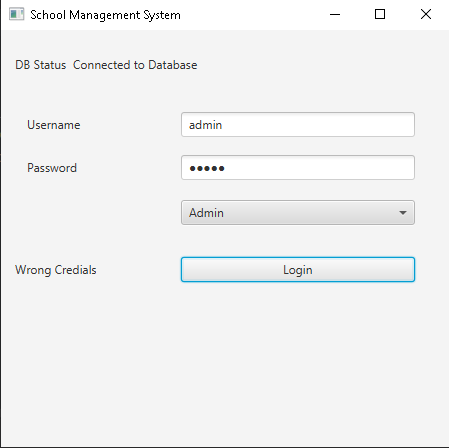 School Management System
DB Status Connected to Database
Username admin
Password ●●●●●
Admin
Wrong Credials Login